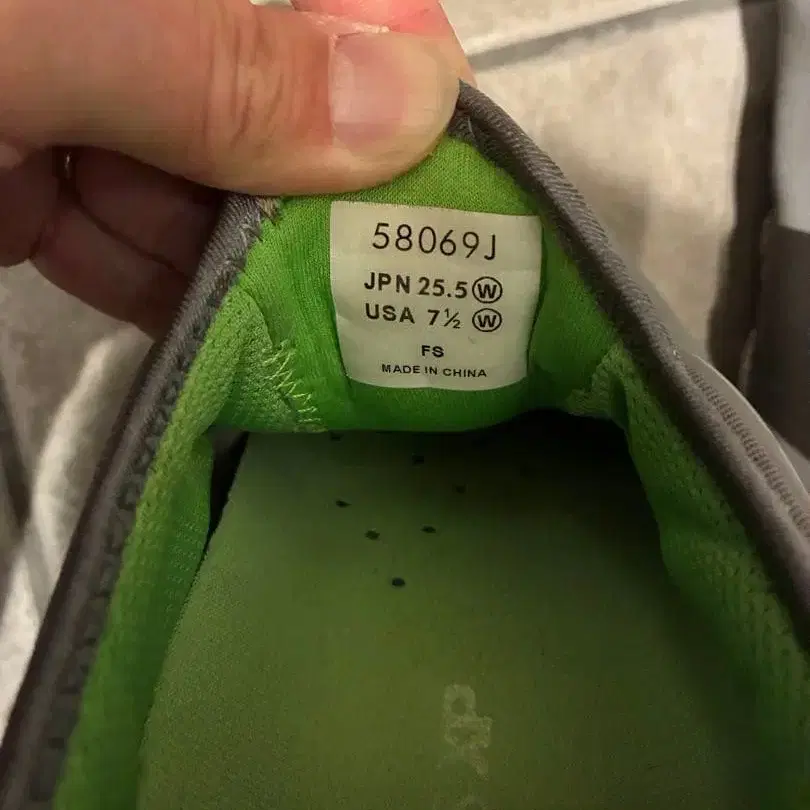 58069J
JPN 25.5 Ⓦ
USA 7½ Ⓦ
FS
MADE IN CHINA